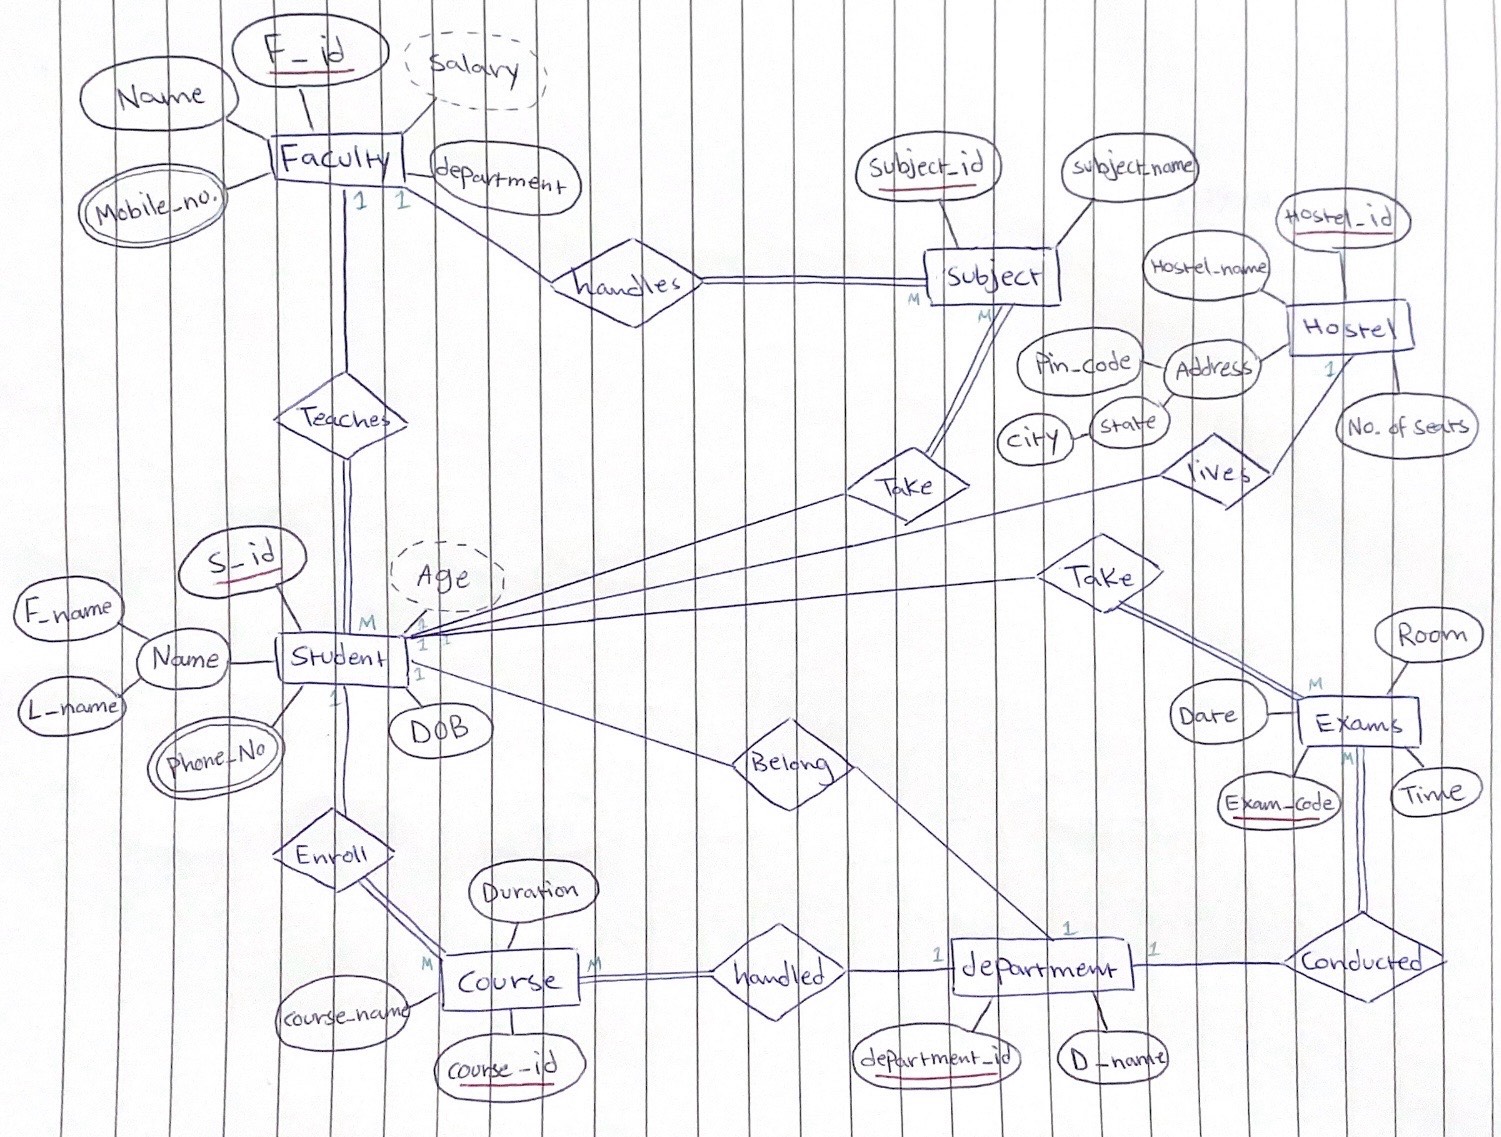 F_id
Salary
Name
Faculty
department
Mobile_no.
1
1
Subject_id
subject_name
Hostel_id
Hostel_name
handles
Subject
M
M
Hostel
1
Pin_code
Address
City
State
No. of seats
Teaches
Take
lives
S_id
Age
Take
F_name
Name
L_name
M
Student
1
1
1
1
1
Phone_No
DOB
Belong
Room
M
Date
Exams
M
Exam_code
Time
Enroll
Duration
M
Course
M
handled
1
department
1
1
Conducted
course_name
course_id
department_id
D_name